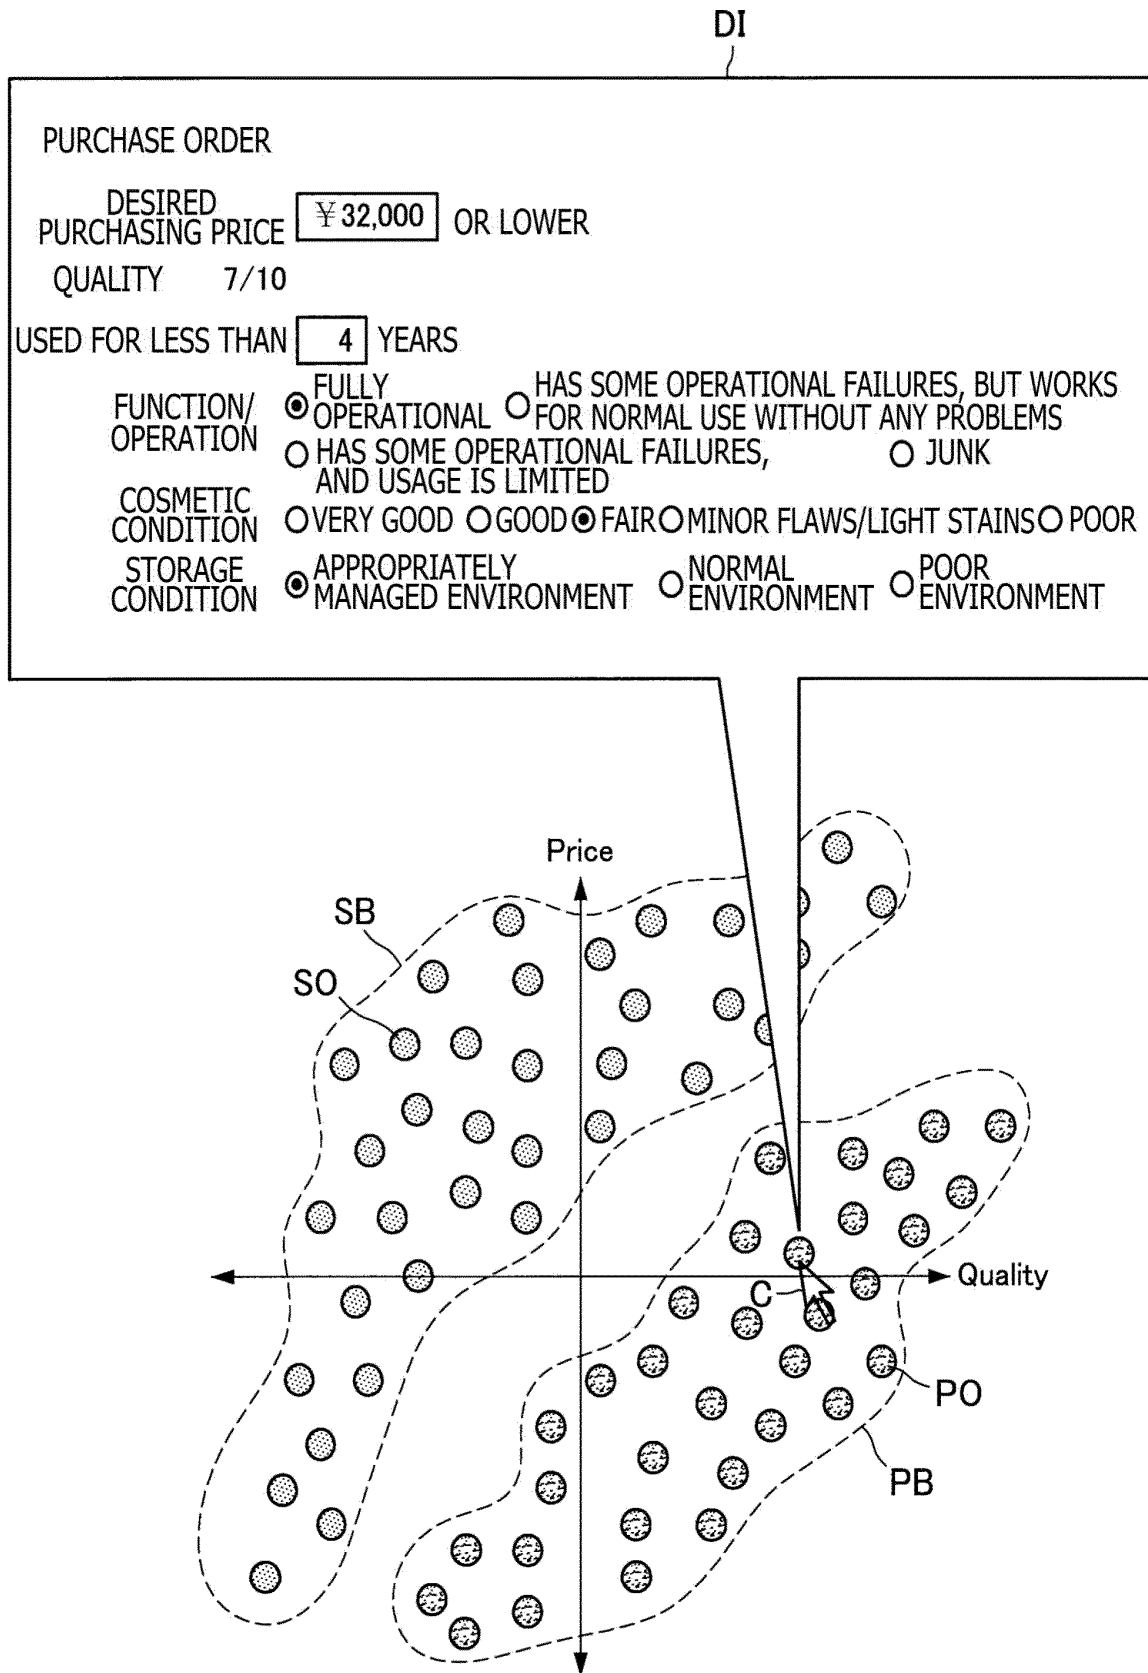 DI
PURCHASE ORDER
DESIRED
PURCHASING PRICE ¥32,000 OR LOWER
QUALITY 7/10
USED FOR LESS THAN 4 YEARS
FUNCTION/
OPERATION
FULLY
OPERATIONAL
HAS SOME OPERATIONAL FAILURES, BUT WORKS
FOR NORMAL USE WITHOUT ANY PROBLEMS
HAS SOME OPERATIONAL FAILURES,
AND USAGE IS LIMITED
JUNK
COSMETIC
CONDITION
VERY GOOD GOOD FAIR MINOR FLAWS/LIGHT STAINS POOR
STORAGE
CONDITION
APPROPRIATELY
MANAGED ENVIRONMENT
NORMAL
ENVIRONMENT
POOR
ENVIRONMENT
Price
SB
SO
Quality
C
PO
PB